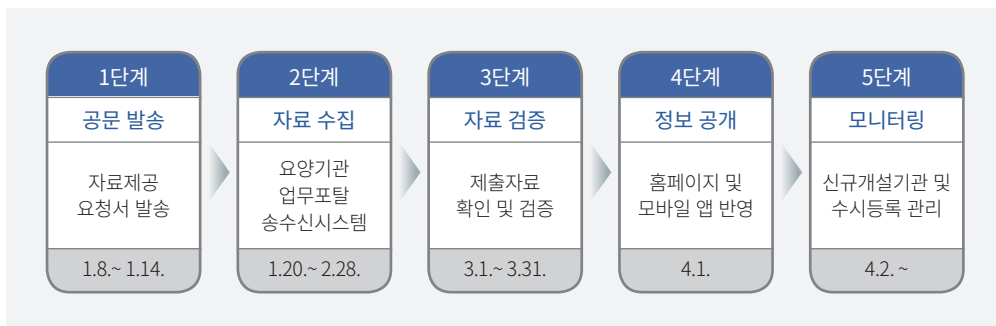 1단계
공문 발송
자료제공
요청서 발송
1.8.~ 1.14.
2단계
자료 수집
요양기관
업무포탈
송수신시스템
1.20.~ 2.28.
3단계
자료 검증
제출자료
확인 및 검증
3.1.~ 3.31.
4단계
정보 공개
홈페이지 및
모바일 앱 반영
4.1.
5단계
모니터링
신규개설기관 및
수시등록 관리
4.2. ~